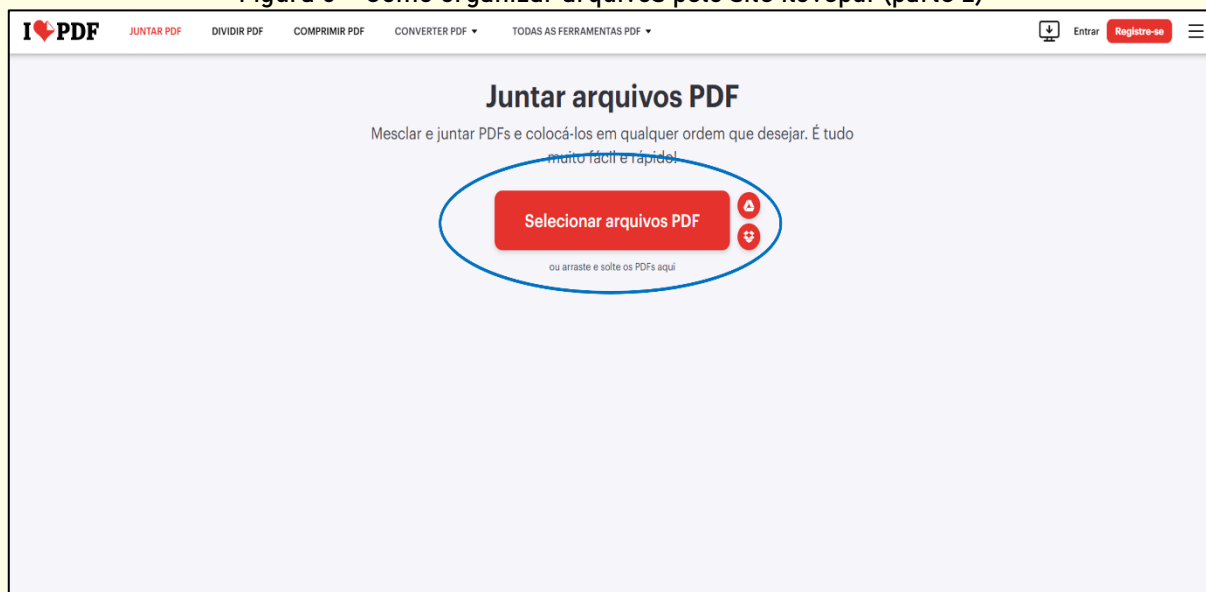 Figura – Como organizar arquivos pelo site Ilovepdf (parte 2)
I❤PDF JUNTAR PDF DIVIDIR PDF COMPRIMIR PDF CONVERTER PDF TODAS AS FERRAMENTAS PDF Entrar Registre-se
Juntar arquivos PDF
Mesclar e juntar PDFs e colocá-los em qualquer ordem que desejar. É tudo
muito fácil e rápido!
Selecionar arquivos PDF
ou arraste e solte os PDFs aqui